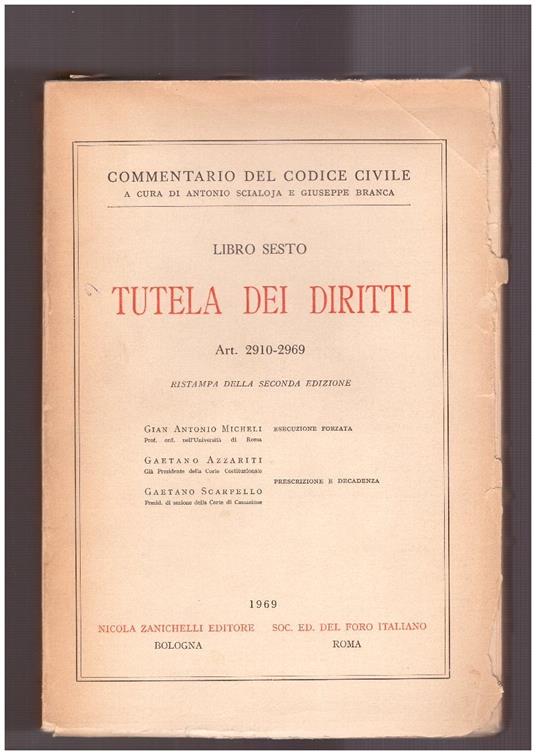 COMMENTARIO DEL CODICE CIVILE
A CURA DI ANTONIO SCIALOJA E GIUSEPPE BRANCA
LIBRO SESTO
TUTELA DEI DIRITTI
Art. 2910-2969
RISTAMPA DELLA SECONDA EDIZIONE
GIAN ANTONIO MICHELI ESECUZIONE FORZATA
Prof. ord. nell'Università di Roma
GAETANO AZZARITI
Già Presidente della Corte Costituzionale
PRESCRIZIONE E DECADENZA
GAETANO SCARPELLO
Presid. di sezione della Corte di Cassazione
1969
NICOLA ZANICHELLI EDITORE SOC. ED. DEL FORO ITALIANO
BOLOGNA ROMA